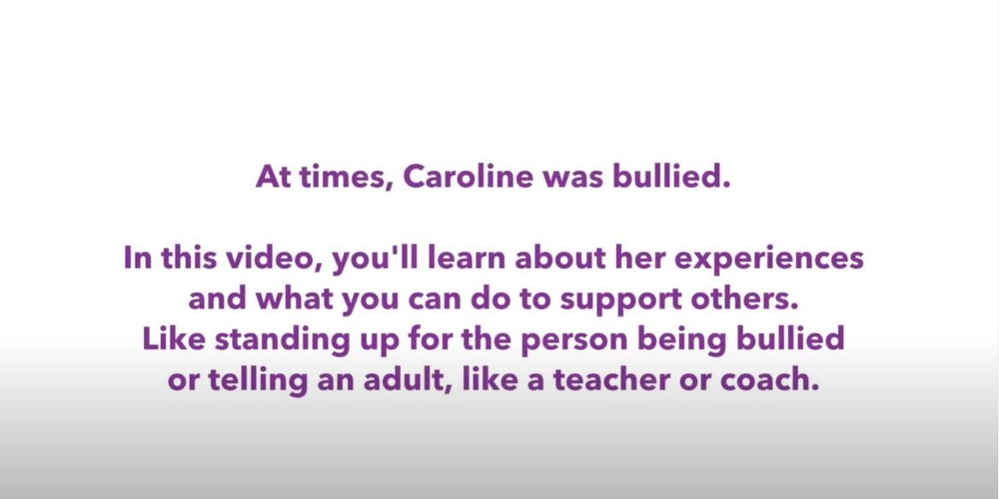 At times, Caroline was bullied.
In this video, you'll learn about her experiences
and what you can do to support others.
Like standing up for the person being bullied
or telling an adult, like a teacher or coach.